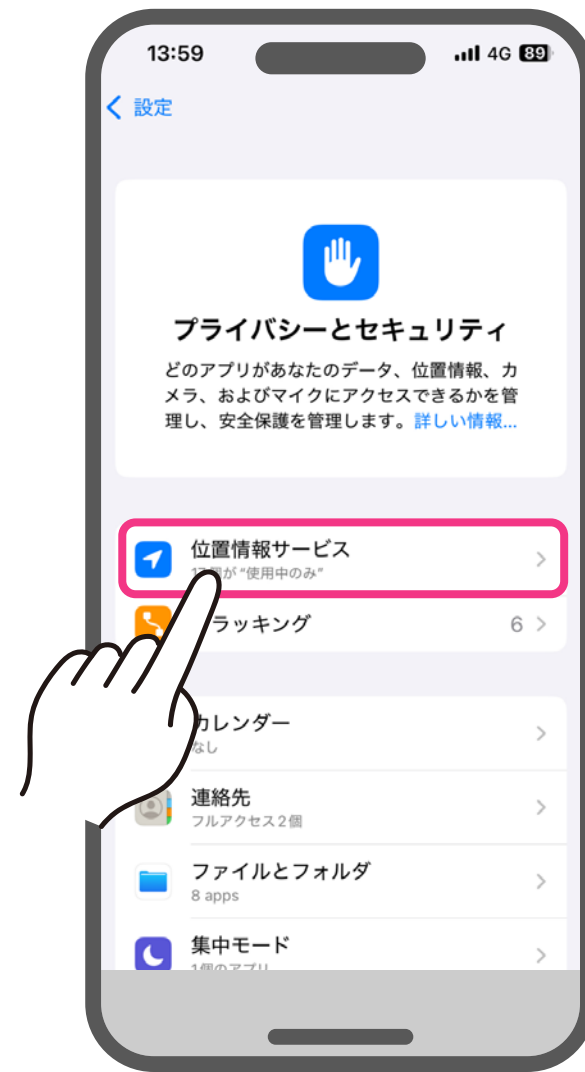 13:59
4G 89
設定
プライバシーとセキュリティ
どのアプリがあなたのデータ、位置情報、カ
メラ、およびマイクにアクセスできるかを管
理し、安全保護を管理します。詳しい情報...
位置情報サービス
が “使用中のみ”
ラッキング
6
カレンダー
なし
連絡先
フルアクセス2個
ファイルとフォルダ
8 apps
集中モード
1個のアプリ